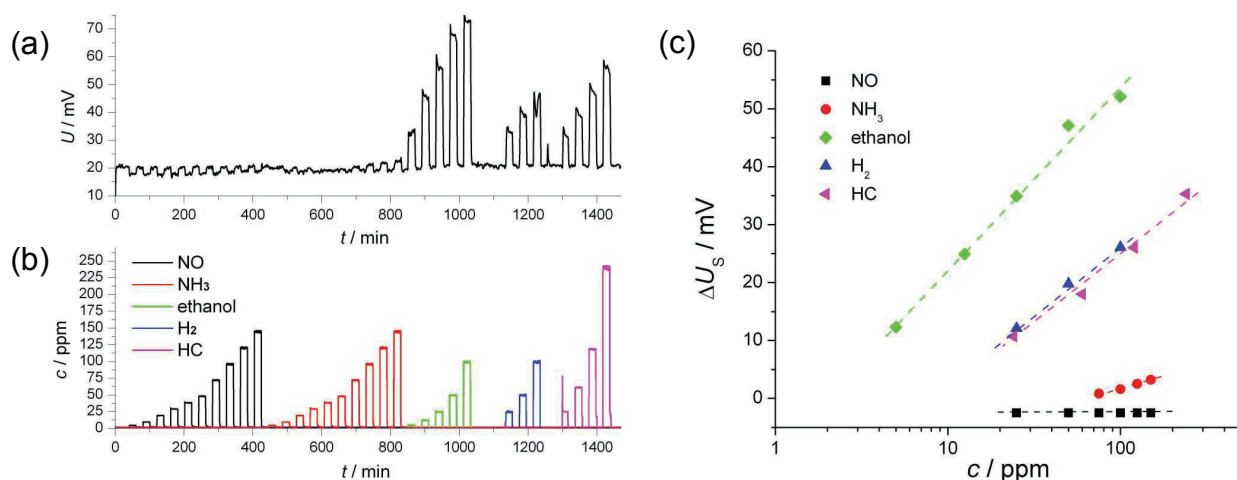 (a)
70
60
50
40
30
20
10
U / mV
0 200 400 600 800 1000 1200 1400
t / min
(b)
250
225
150
125
100
75
50
25
0
c / ppm
NO
NH₃
ethanol
H₂
HC
0 200 400 600 800 1000 1200 1400
t / min
(c)
60
50
40
30
20
10
0
ΔU_S / mV
NO
NH₃
ethanol
H₂
HC
1 10 100
c / ppm